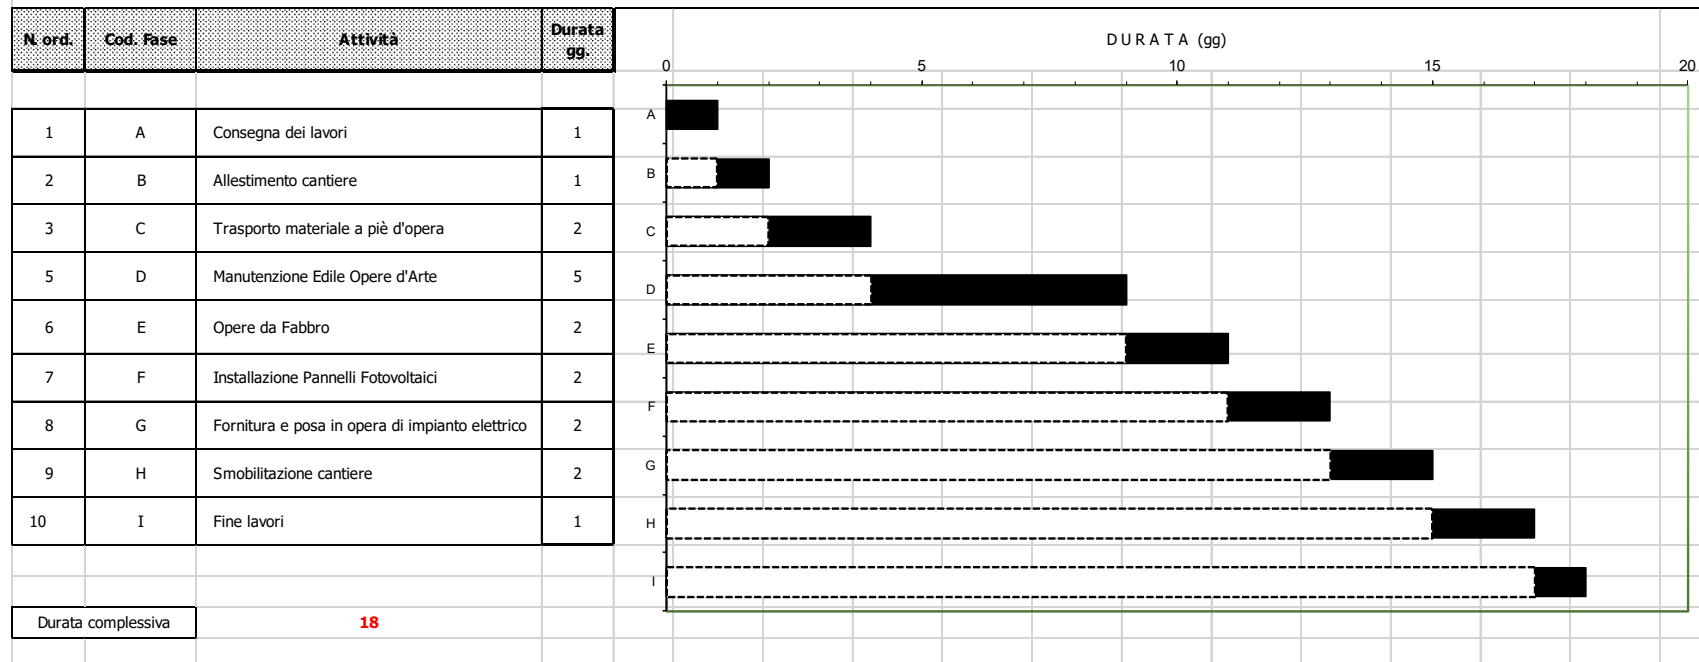 N. ord. Cod. Fase Attività Durata gg.
DURATA (gg)
0 5 10 15 20
1 A Consegna dei lavori 1
2 B Allestimento cantiere 1
3 C Trasporto materiale a piè d'opera 2
5 D Manutenzione Edile Opere d'Arte 5
6 E Opere da Fabbro 2
7 F Installazione Pannelli Fotovoltaici 2
8 G Fornitura e posa in opera di impianto elettrico 2
9 H Smobilitazione cantiere 2
10 I Fine lavori 1
Durata complessiva 18
A
B
C
D
E
F
G
H
I